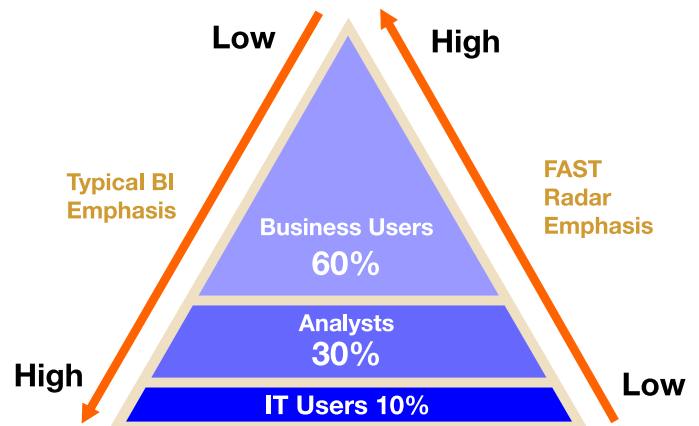 Low
High
Typical BI
Emphasis
FAST
Radar
Emphasis
Business Users
60%
Analysts
30%
High
Low
IT Users 10%